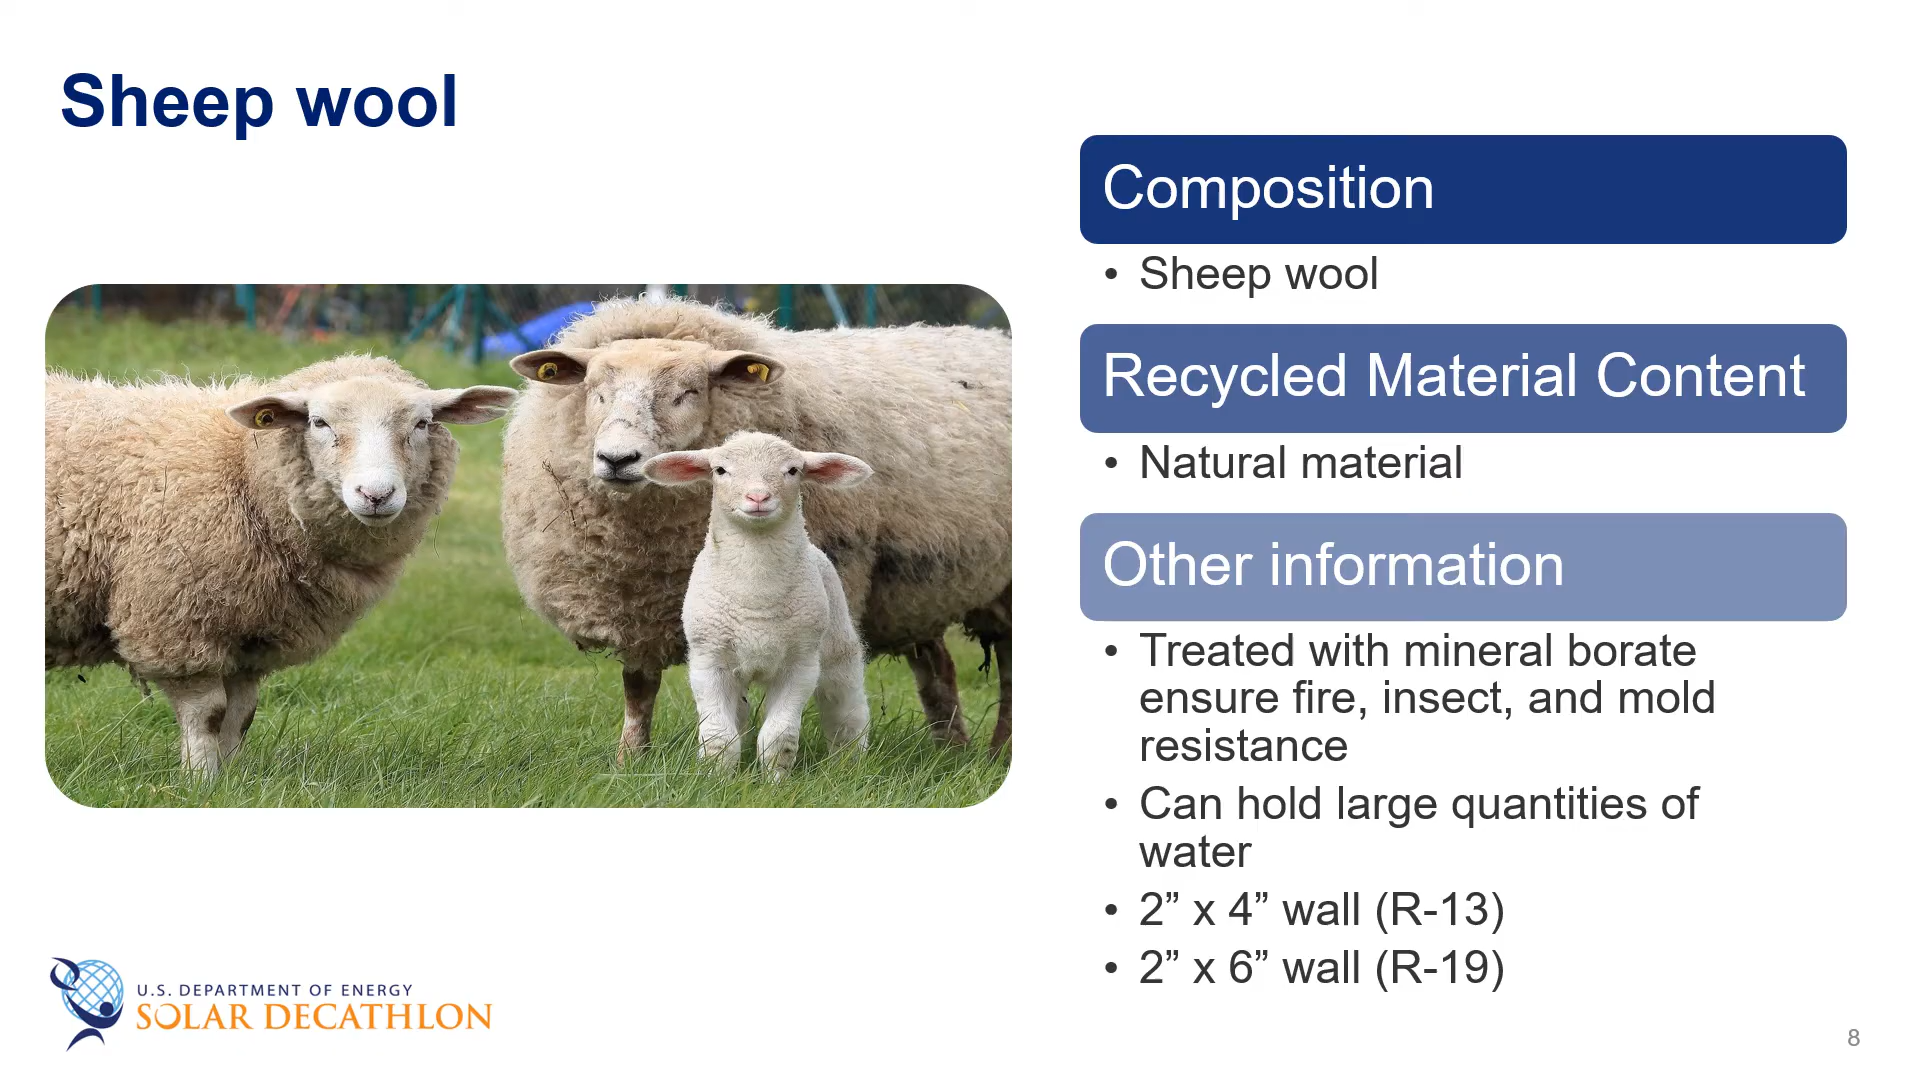 Sheep wool
Composition
• Sheep wool
Recycled Material Content
• Natural material
Other information
• Treated with mineral borate
ensure fire, insect, and mold
resistance
• Can hold large quantities of
water
• 2” x 4” wall (R-13)
• 2” x 6” wall (R-19)
U.S. DEPARTMENT OF ENERGY
SOLAR DECATHLON
8